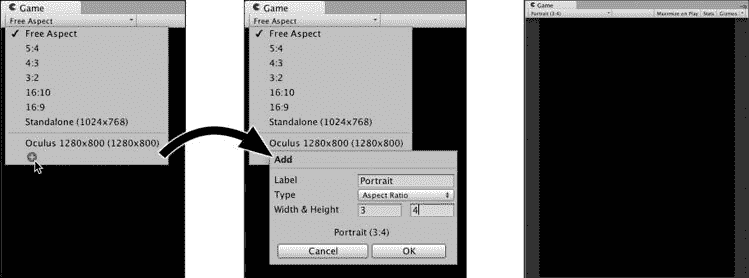 Game
Free Aspect
✓ Free Aspect
5:4
4:3
3:2
16:10
16:9
Standalone (1024x768)
Oculus 1280x800 (1280x800)
Game
Free Aspect
✓ Free Aspect
5:4
4:3
3:2
16:10
16:9
Standalone (1024x768)
Oculus 1280x800 (1280x800)
Add
Label Portrait
Type Aspect Ratio
Width & Height 3 4
Portrait (3:4)
Cancel OK
Game
Portrait (3:4) Maximize on Play Stats Gizmos